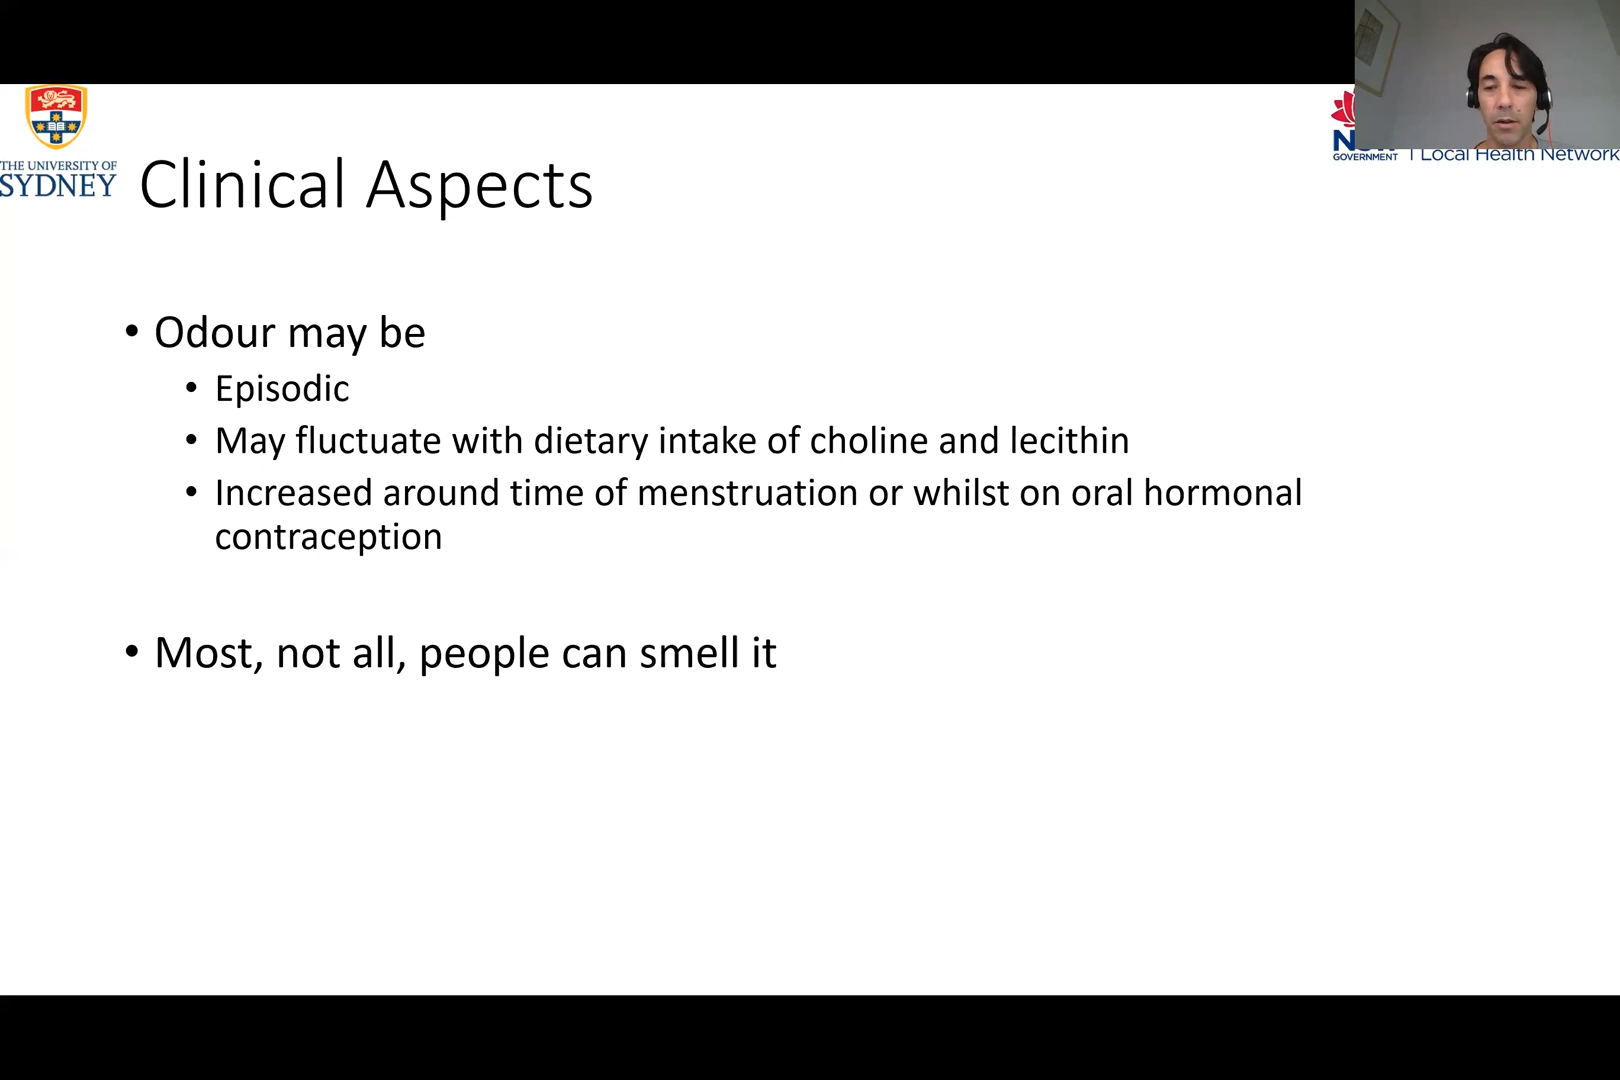 THE UNIVERSITY OF
SYDNEY
Clinical Aspects
GOVERNMENT
Local Health Network
• Odour may be
• Episodic
• May fluctuate with dietary intake of choline and lecithin
• Increased around time of menstruation or whilst on oral hormonal
contraception
• Most, not all, people can smell it